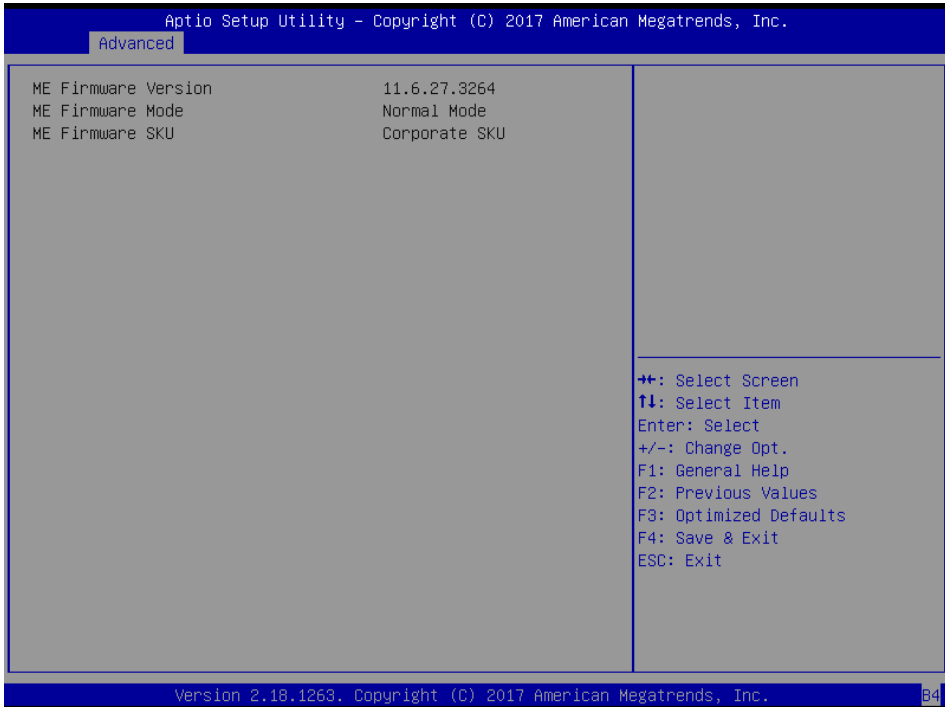 Aptio Setup Utility – Copyright (C) 2017 American Megatrends, Inc.
Advanced
ME Firmware Version 11.6.27.3264
ME Firmware Mode Normal Mode
ME Firmware SKU Corporate SKU
→←: Select Screen
↑↓: Select Item
Enter: Select
+/-: Change Opt.
F1: General Help
F2: Previous Values
F3: Optimized Defaults
F4: Save & Exit
ESC: Exit
Version 2.18.1263. Copyright (C) 2017 American Megatrends, Inc.
B4